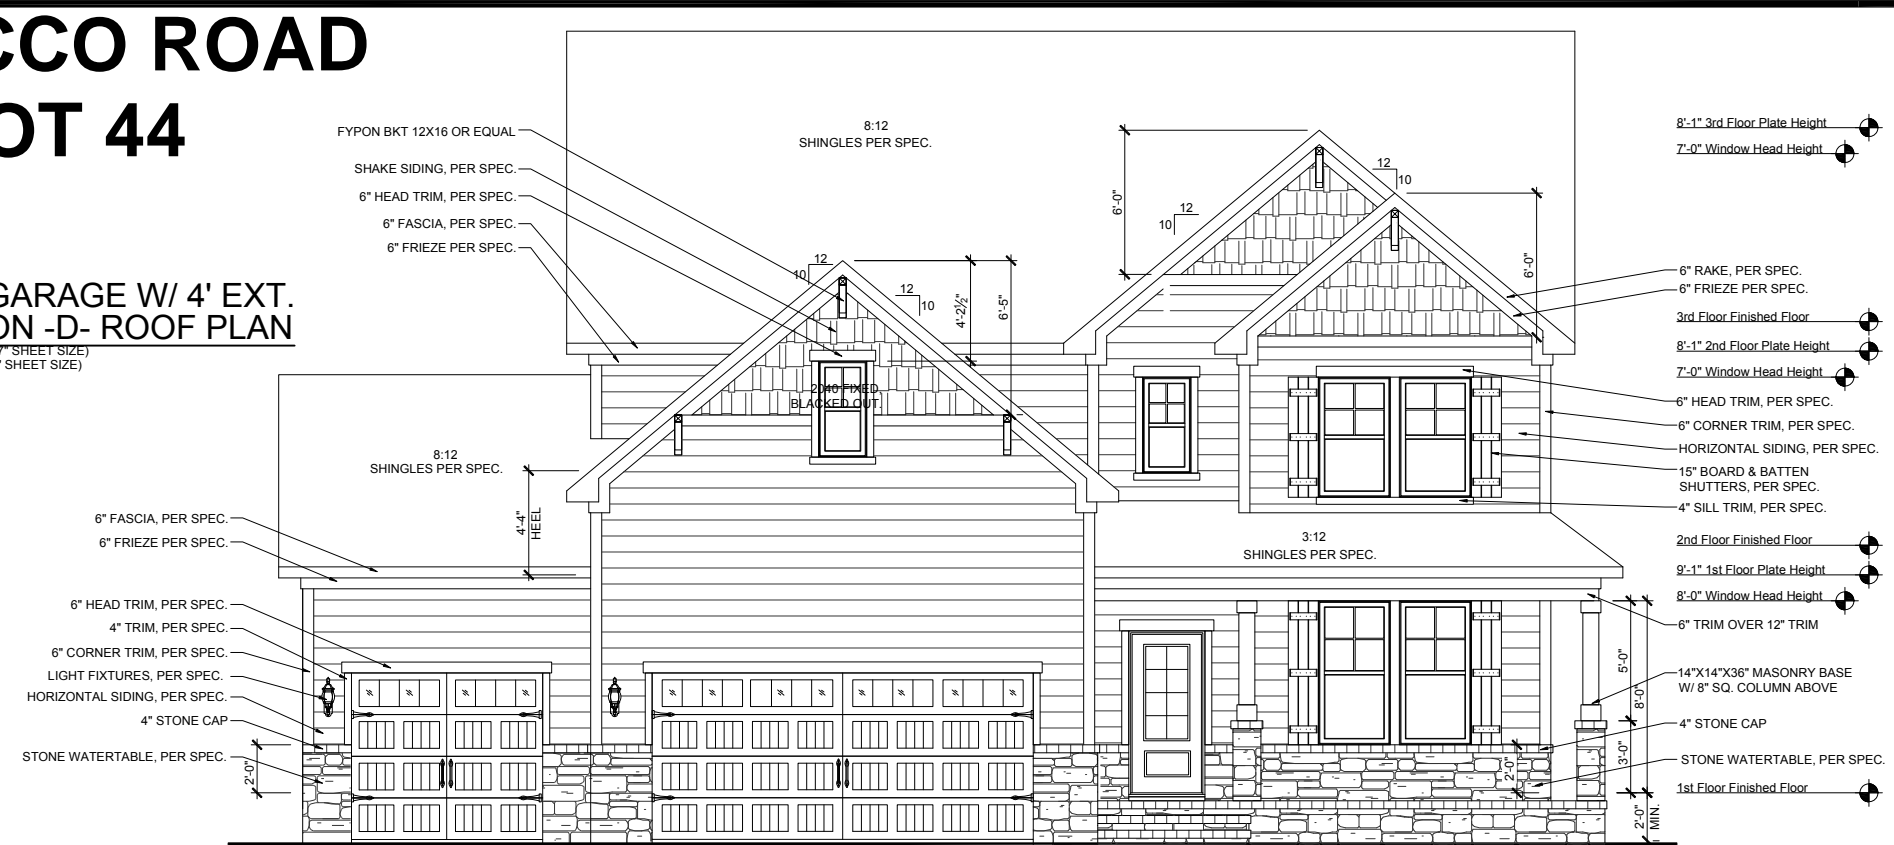 CCO ROAD
OT 44
GARAGE W/ 4' EXT.
ON -D- ROOF PLAN
7" SHEET SIZE)
" SHEET SIZE)
FYPON BKT 12X16 OR EQUAL
SHAKE SIDING, PER SPEC.
6" HEAD TRIM, PER SPEC.
6" FASCIA, PER SPEC.
6" FRIEZE PER SPEC.
8:12
SHINGLES PER SPEC.
12
10
12
10
4'-2½"
6'-5"
2040 FIXED
BLACKED OUT.
6'-0"
12
10
12
10
6'-0"
8:12
SHINGLES PER SPEC.
4'-4"
HEEL
3:12
SHINGLES PER SPEC.
6" FASCIA, PER SPEC.
6" FRIEZE PER SPEC.
6" HEAD TRIM, PER SPEC.
4" TRIM, PER SPEC.
6" CORNER TRIM, PER SPEC.
LIGHT FIXTURES, PER SPEC.
HORIZONTAL SIDING, PER SPEC.
4" STONE CAP
STONE WATERTABLE, PER SPEC.
2'-0"
8'-1" 3rd Floor Plate Height
7'-0" Window Head Height
6" RAKE, PER SPEC.
6" FRIEZE PER SPEC.
3rd Floor Finished Floor
8'-1" 2nd Floor Plate Height
7'-0" Window Head Height
6" HEAD TRIM, PER SPEC.
6" CORNER TRIM, PER SPEC.
HORIZONTAL SIDING, PER SPEC.
15" BOARD & BATTEN
SHUTTERS, PER SPEC.
4" SILL TRIM, PER SPEC.
2nd Floor Finished Floor
9'-1" 1st Floor Plate Height
8'-0" Window Head Height
6" TRIM OVER 12" TRIM
5'-0"
8'-0"
14"X14"X36" MASONRY BASE
W/ 8" SQ. COLUMN ABOVE
4" STONE CAP
3'-0"
2'-0"
STONE WATERTABLE, PER SPEC.
1st Floor Finished Floor
2'-0"
MIN.